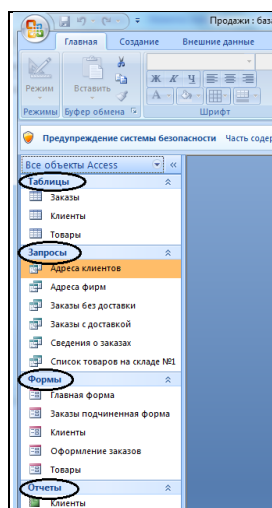 Продажи : база
Главная Создание Внешние данные
Режим
Вставить
Ж К Ч
Режимы Буфер обмена Шрифт
Предупреждение системы безопасности Часть содер
Все объекты Access
Таблицы
Заказы
Клиенты
Товары
Запросы
Адреса клиентов
Адреса фирм
Заказы без доставки
Заказы с доставкой
Сведения о заказах
Список товаров на складе №1
Формы
Главная форма
Заказы подчиненная форма
Клиенты
Оформление заказов
Товары
Отчеты
Клиенты